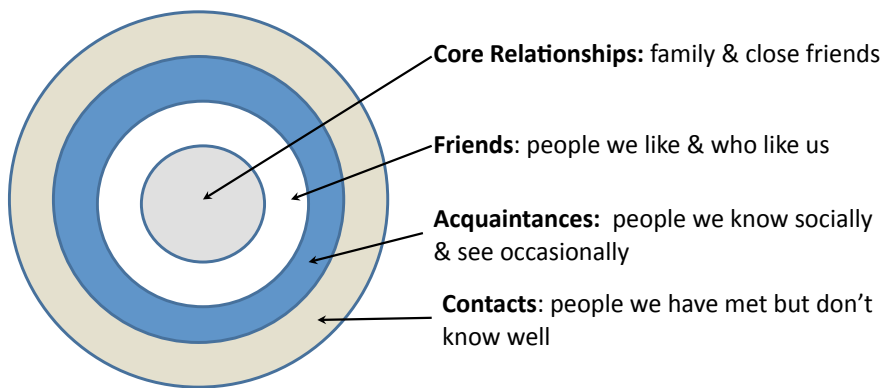 Core Relationships: family & close friends
Friends: people we like & who like us
Acquaintances:  people we know socially
& see occasionally
Contacts: people we have met but don’t
know well